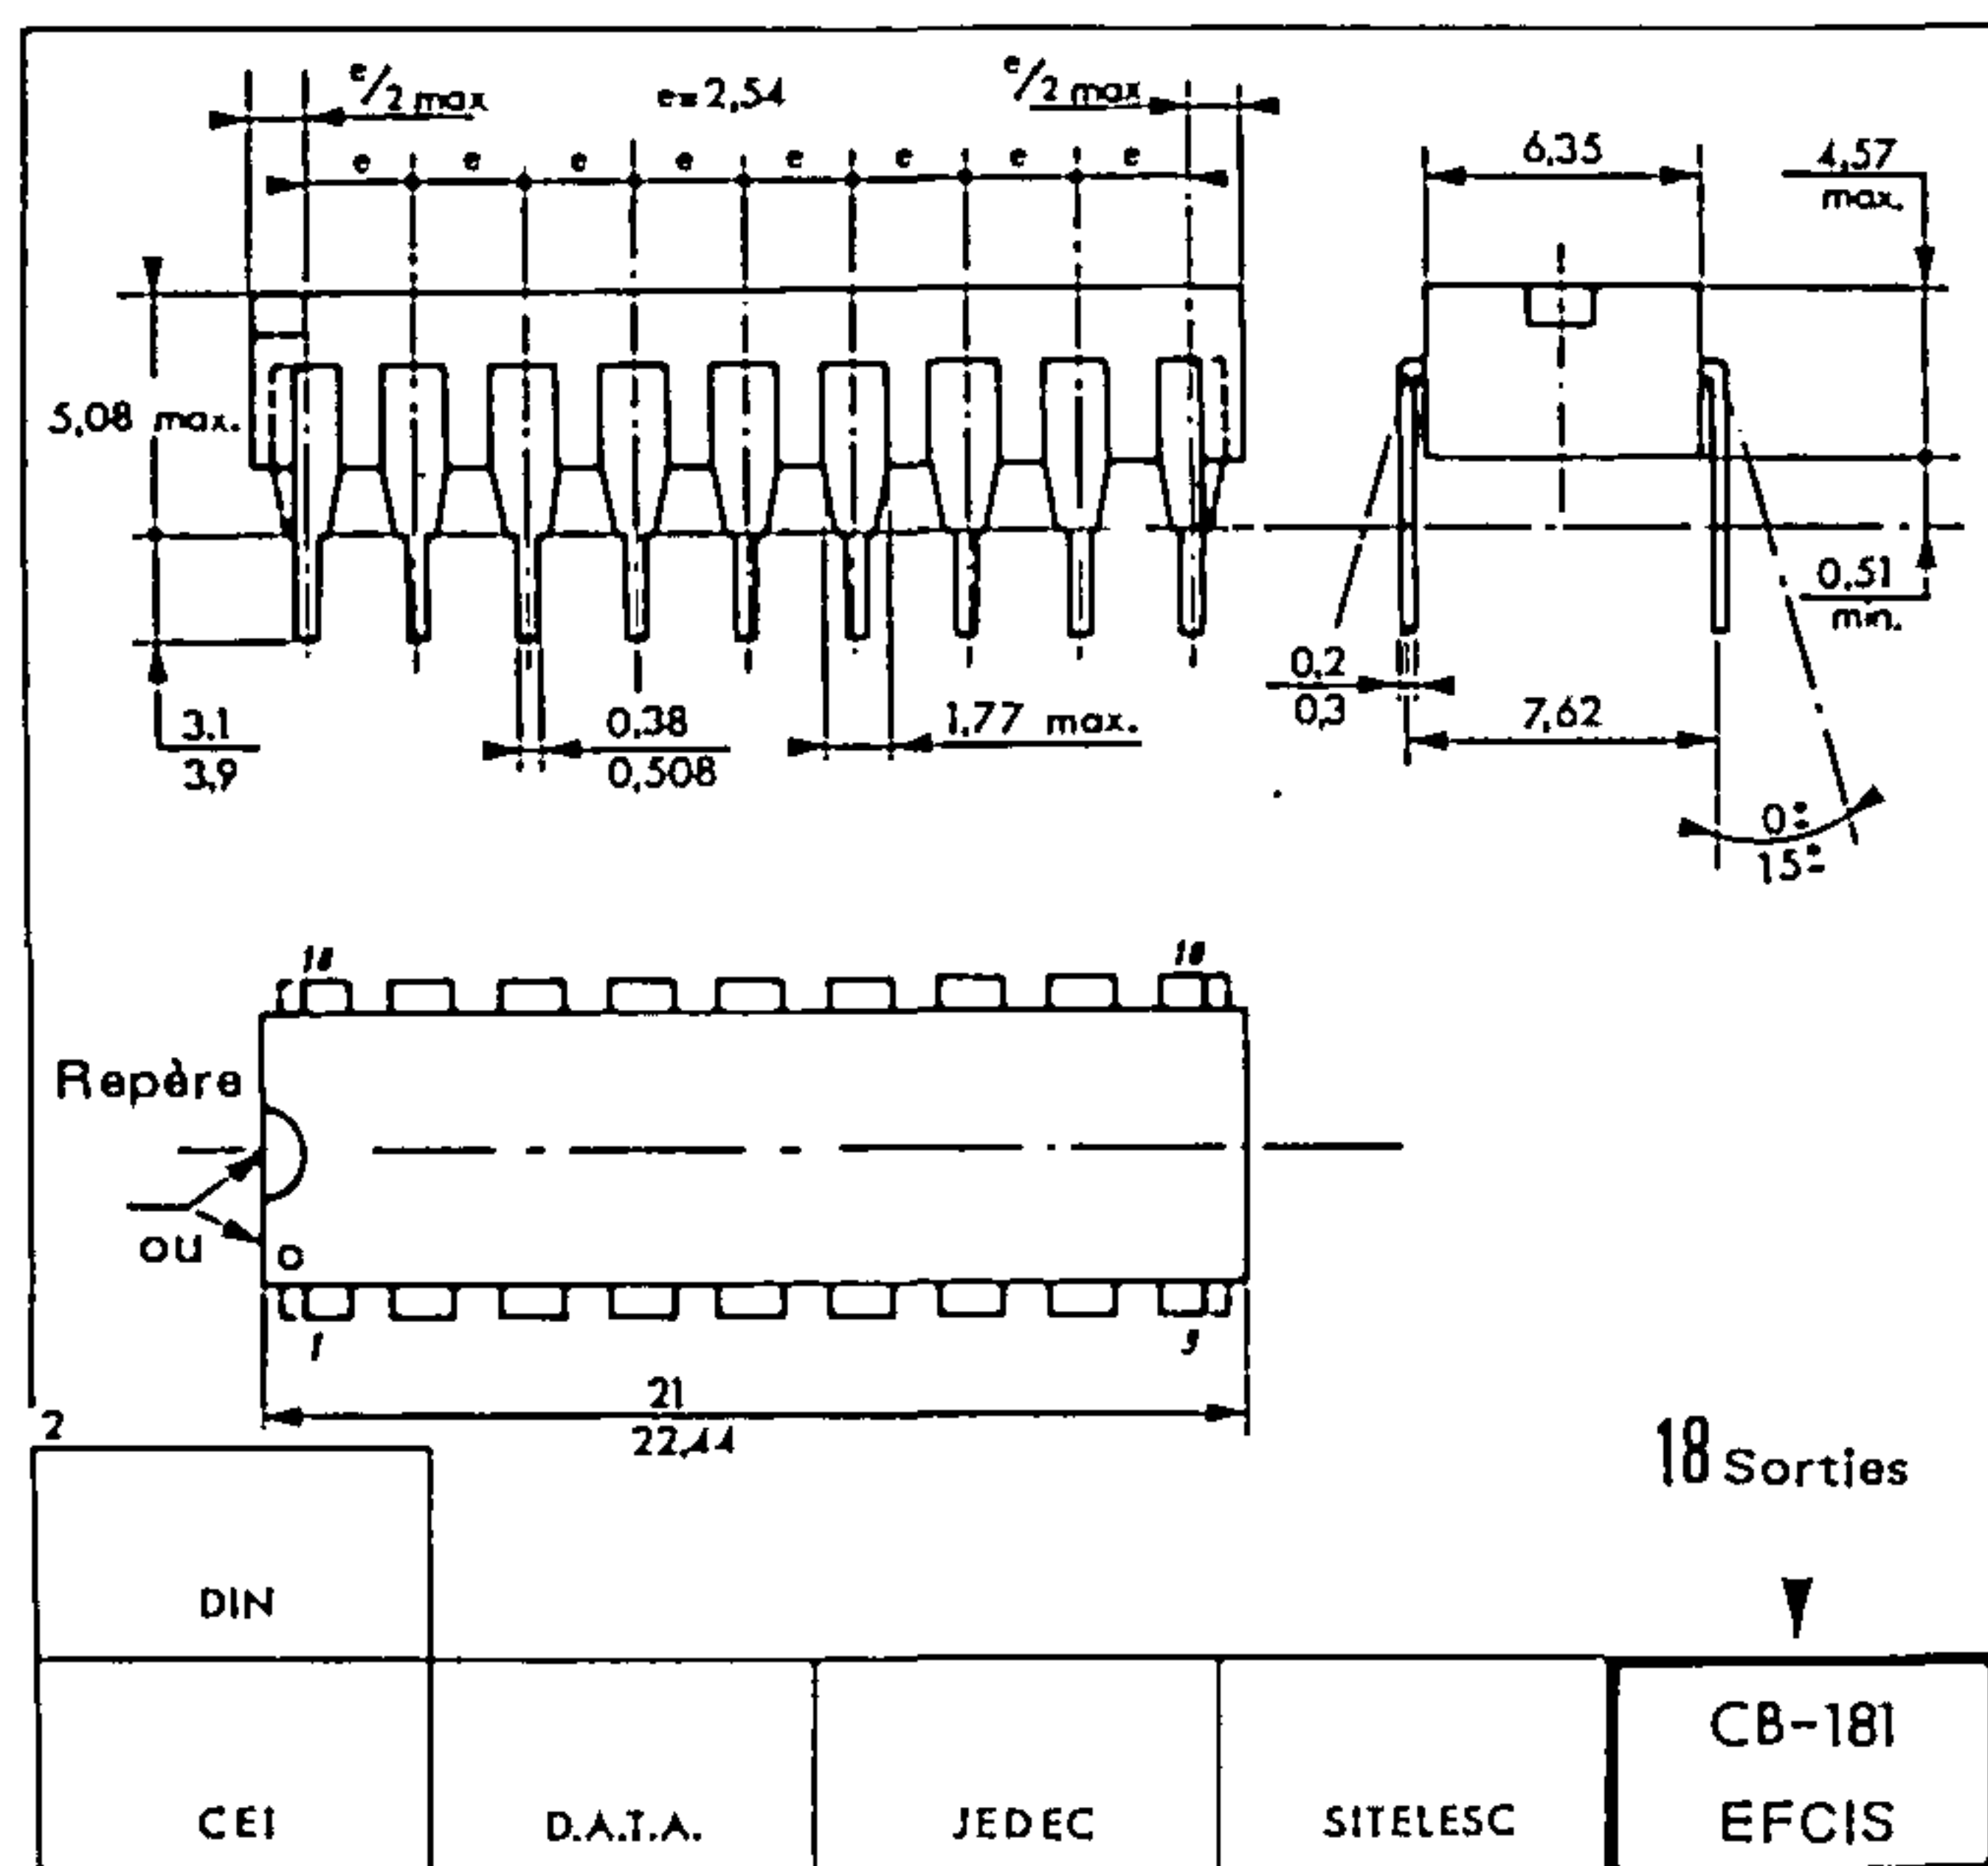 e/2 max
e=2,54
e/2 max
e e e e e e e e
6,35
4,57
max.
5,08 max.
0,51
min.
0,2
0,3
3,1
3,9
0,38
0,508
1,77 max.
7,62
0°
15°
18
10
Repère
ou
1
9
21
22,44
2
18 Sorties
DIN
CEI
D.A.T.A.
JEDEC
SITELESC
CB-181
EFCIS